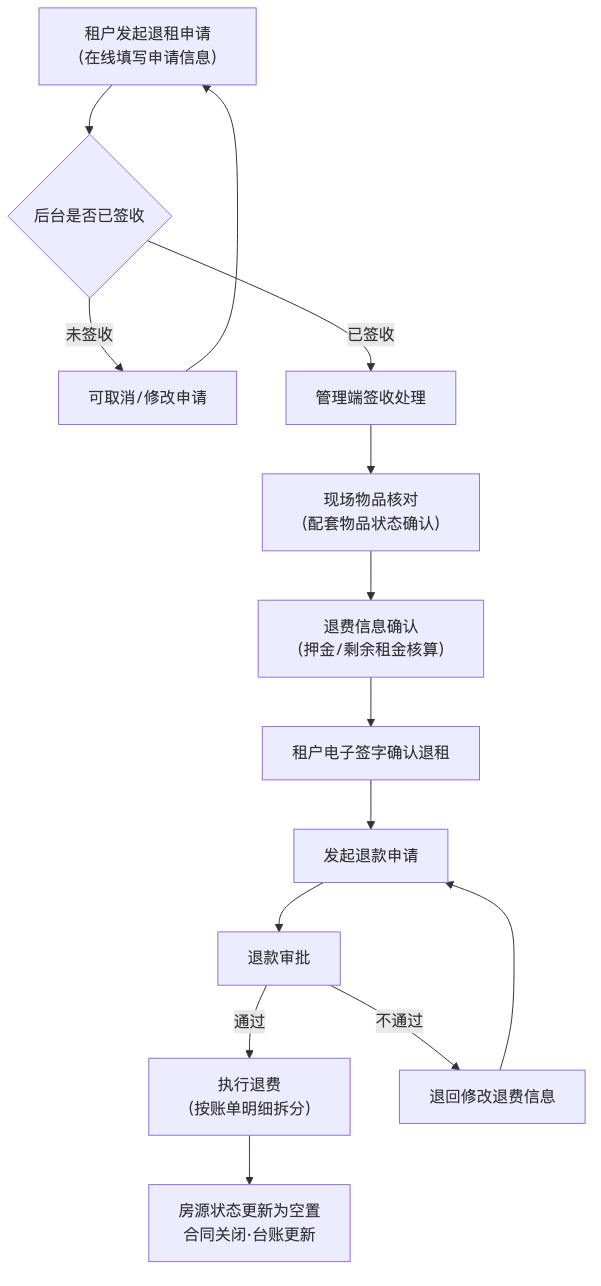 租户发起退租申请
(在线填写申请信息)
后台是否已签收
未签收
已签收
可取消/修改申请
管理端签收处理
现场物品核对
(配套物品状态确认)
退费信息确认
(押金/剩余租金核算)
租户电子签字确认退租
发起退款申请
退款审批
通过
不通过
执行退费
(按账单明细拆分)
退回修改退费信息
房源状态更新为空置
合同关闭·台账更新